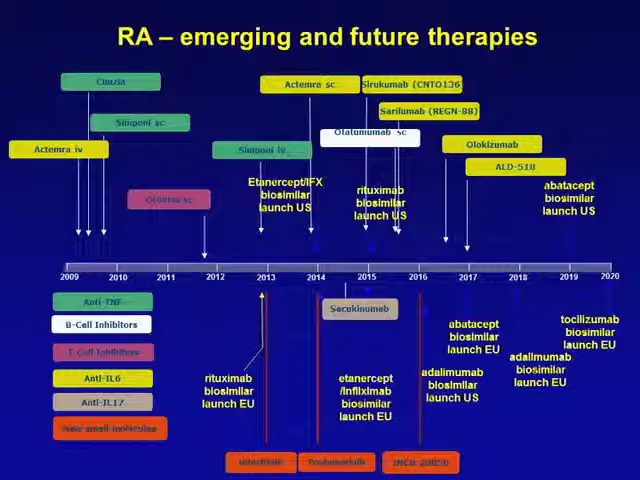 RA – emerging and future therapies
Cimzia
Actemra sc
Sirukumab (CNTO136
Sarilumab (REGN-88)
Simponi sc
Ofatumumab sc
Actemra iv
Simponi iv
Olokizumab
ALD-518
Etanercept/IFX
biosimilar
launch US
rituximab
biosimilar
launch US
abatacept
biosimilar
launch US
Orencia sc
2009 2010 2011 2012 2013 2014 2015 2016 2017 2018 2019 2020
Anti-TNF
B-Cell Inhibitors
T Cell Inhibitors
Anti-IL6
Anti-IL17
New small molecules
Secukinumab
rituximab
biosimilar
launch EU
etanercept
/infliximab
biosimilar
launch EU
adalimumab
biosimilar
launch US
abatacept
biosimilar
launch EU
adalimumab
biosimilar
launch EU
tocilizumab
biosimilar
launch EU
Tofacitinib
Fostamatinib